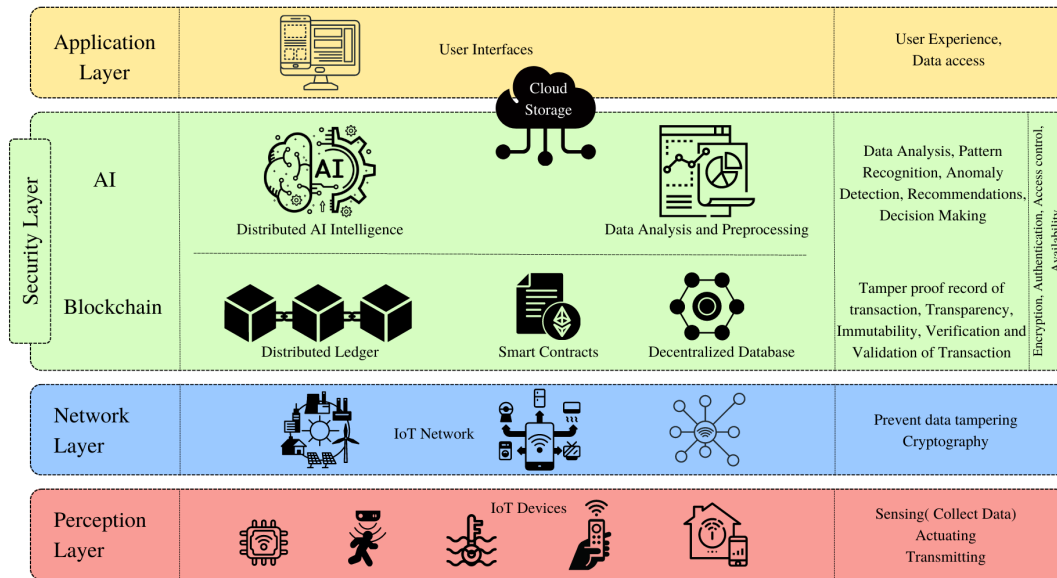 Application
Layer
User Interfaces
User Experience,
Data access
Cloud
Storage
Security Layer
AI
AI
Distributed AI Intelligence
Data Analysis and Preprocessing
Data Analysis, Pattern
Recognition, Anomaly
Detection, Recommendations,
Decision Making
Encryption, Authentication, Access control,
Availability
Blockchain
Distributed Ledger
Smart Contracts
Decentralized Database
Tamper proof record of
transaction, Transparency,
Immutability, Verification and
Validation of Transaction
Network
Layer
IoT Network
Prevent data tampering
Cryptography
Perception
Layer
IoT Devices
Sensing( Collect Data)
Actuating
Transmitting